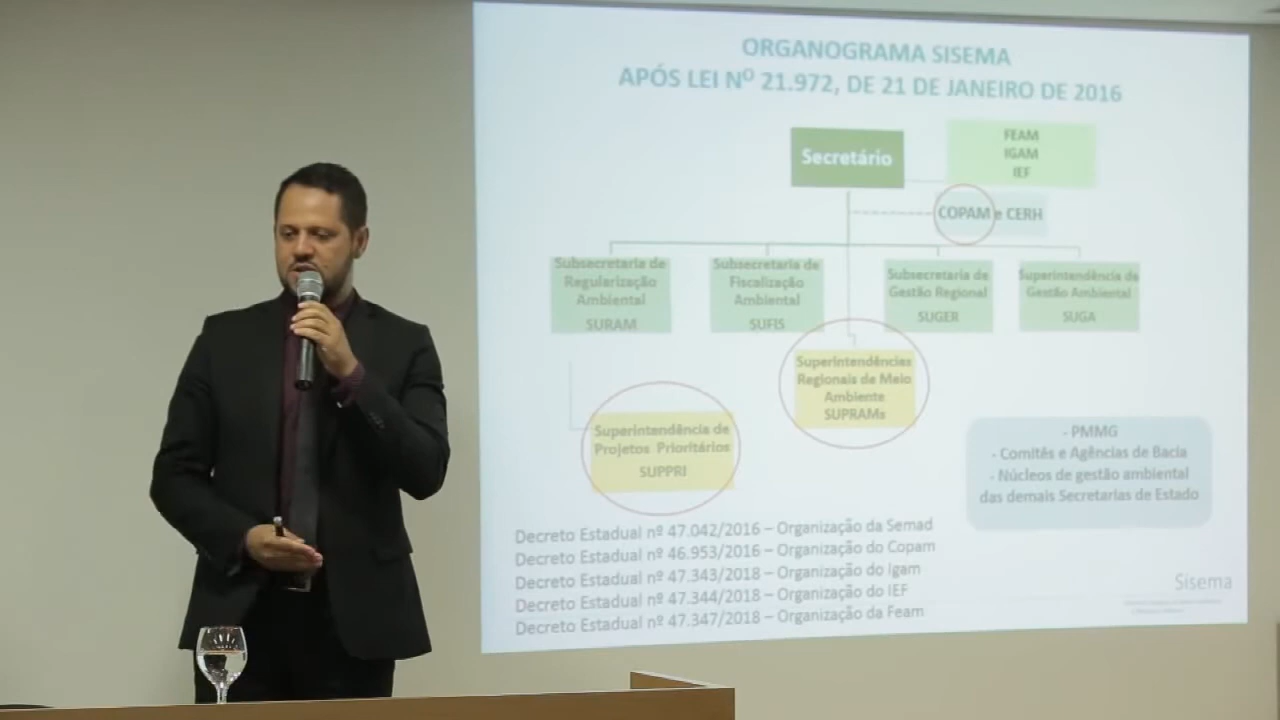 ORGANOGRAMA SISEMA
APÓS LEI Nº 21.972, DE 21 DE JANEIRO DE 2016
Secretário
FEAM
IGAM
IEF
COPAM e CERH
Subsecretaria de
Regularização
Ambiental
SURAM
Subsecretaria de
Fiscalização
Ambiental
SUFIS
Subsecretaria de
Gestão Regional
SUGER
Superintendência de
Gestão Ambiental
SUGA
Superintendências
Regionais de Meio
Ambiente
SUPRAMs
Superintendência de
Projetos Prioritários
SUPPRI
- PMMG
- Comitês e Agências de Bacia
- Núcleos de gestão ambiental
das demais Secretarias de Estado
Decreto Estadual nº 47.042/2016 – Organização da Semad
Decreto Estadual nº 46.953/2016 – Organização do Copam
Decreto Estadual nº 47.343/2018 – Organização do Igam
Decreto Estadual nº 47.344/2018 – Organização do IEF
Decreto Estadual nº 47.347/2018 – Organização da Feam
Sisema